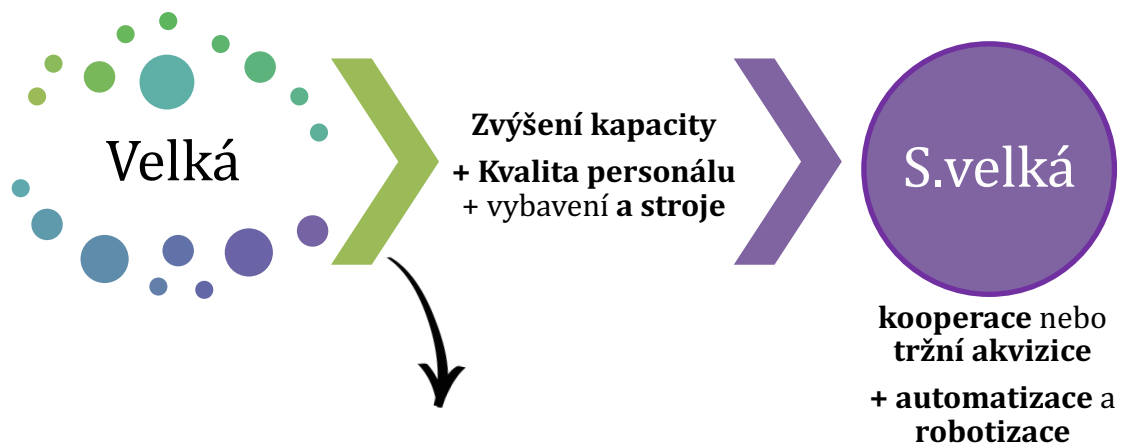 Velká
Zvýšení kapacity
+ Kvalita personálu
+ vybavení a stroje
S.velká
kooperace nebo
tržní akvizice
+ automatizace a
robotizace